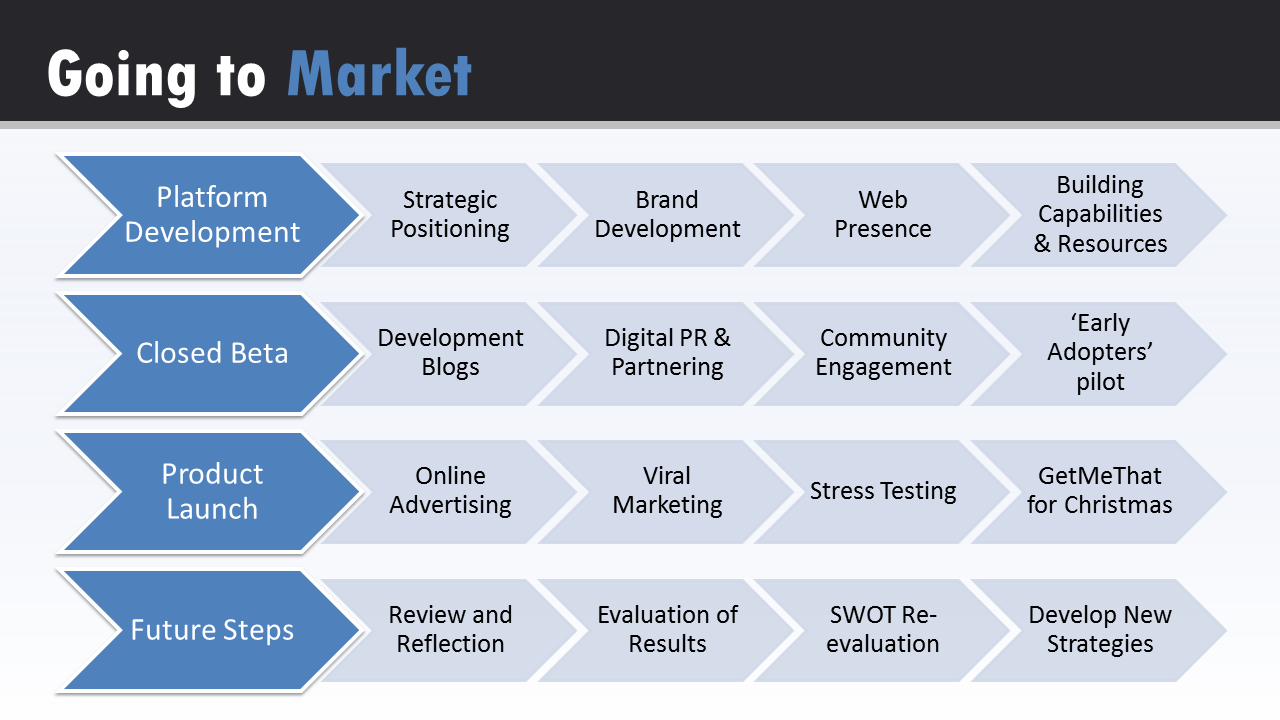 Going to Market
Platform
Development
Strategic
Positioning
Brand
Development
Web
Presence
Building
Capabilities
& Resources
Closed Beta
Development
Blogs
Digital PR &
Partnering
Community
Engagement
‘Early
Adopters’
pilot
Product
Launch
Online
Advertising
Viral
Marketing
Stress Testing
GetMeThat
for Christmas
Future Steps
Review and
Reflection
Evaluation of
Results
SWOT Re-
evaluation
Develop New
Strategies